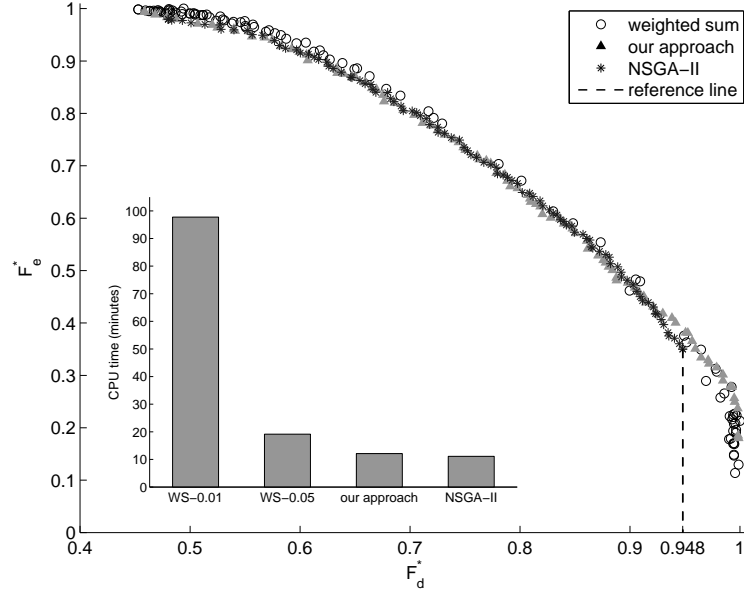 1
0.9
0.8
0.7
0.6
0.5
0.4
0.3
0.2
0.1
0
F*e
0.4
0.5
0.6
0.7
0.8
0.9
0.948
1
F*d
weighted sum
our approach
NSGA−II
reference line
100
90
80
70
60
50
40
30
20
10
0
CPU time (minutes)
WS−0.01
WS−0.05
our approach
NSGA−II